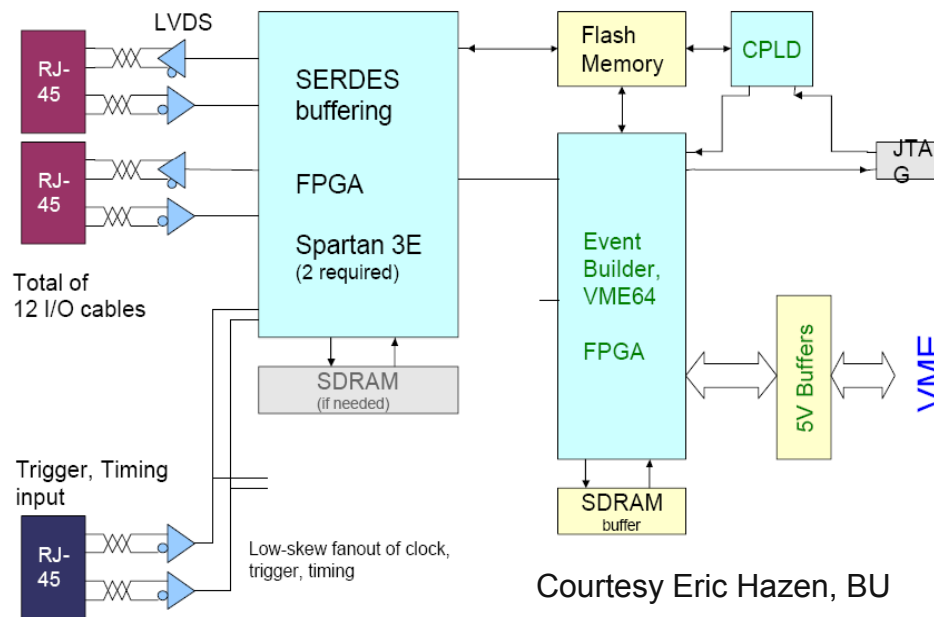 LVDS
RJ-
45
RJ-
45
Total of
12 I/O cables
SERDES
buffering
FPGA
Spartan 3E
(2 required)
SDRAM
(if needed)
Flash
Memory
CPLD
JTA
G
Event
Builder,
VME64
FPGA
5V Buffers
VME
SDRAM
buffer
Trigger, Timing
input
RJ-
45
Low-skew fanout of clock,
trigger, timing
Courtesy Eric Hazen, BU